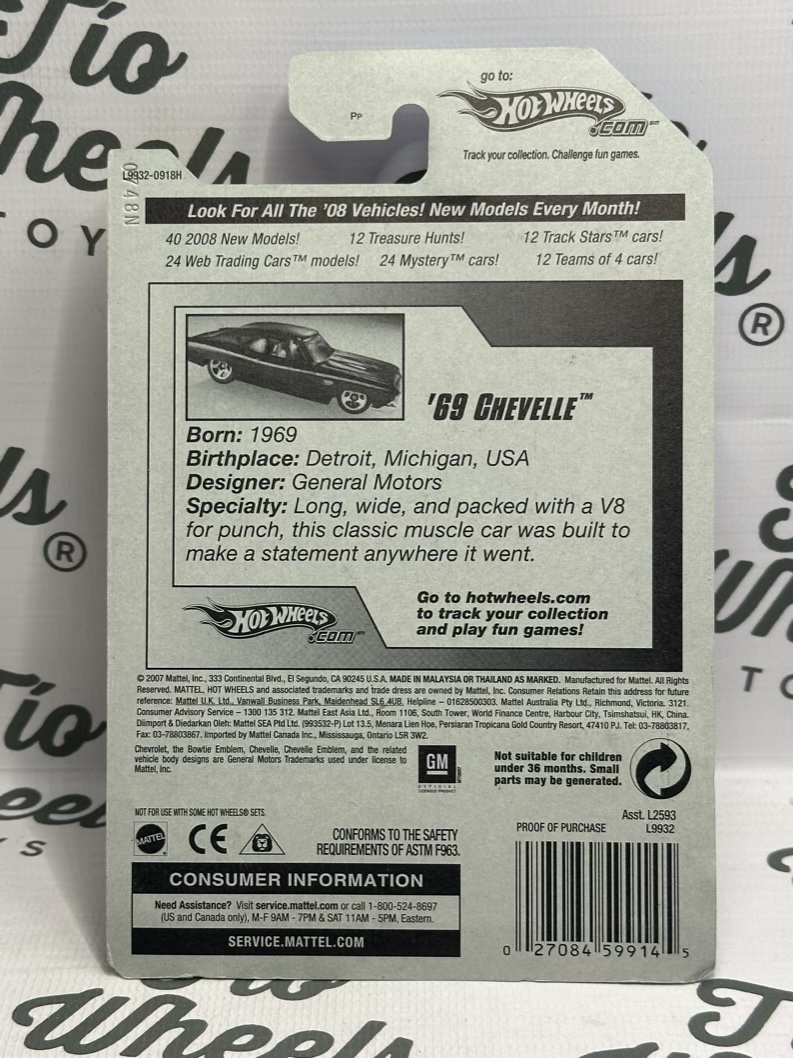 go to:
HOT WHEELS
.COM℠
Pp
Track your collection. Challenge fun games.
L9932-0918H
0748N
Look For All The '08 Vehicles! New Models Every Month!
40 2008 New Models! 12 Treasure Hunts! 12 Track Stars™ cars!
24 Web Trading Cars™ models! 24 Mystery™ cars! 12 Teams of 4 cars!
'69 CHEVELLE™
Born: 1969
Birthplace: Detroit, Michigan, USA
Designer: General Motors
Specialty: Long, wide, and packed with a V8
for punch, this classic muscle car was built to
make a statement anywhere it went.
HOT WHEELS
.COM℠
Go to hotwheels.com
to track your collection
and play fun games!
© 2007 Mattel, Inc., 333 Continental Blvd., El Segundo, CA 90245 U.S.A. MADE IN MALAYSIA OR THAILAND AS MARKED. Manufactured for Mattel. All Rights
Reserved. MATTEL, HOT WHEELS and associated trademarks and trade dress are owned by Mattel, Inc. Consumer Relations Retain this address for future
reference: Mattel U.K. Ltd., Vanwall Business Park, Maidenhead SL6 4UB. Helpline – 01628500303. Mattel Australia Pty Ltd., Richmond, Victoria. 3121.
Consumer Advisory Service – 1300 135 312. Mattel East Asia Ltd., Room 1106, South Tower, World Finance Centre, Harbour City, Tsimshatsui, HK, China.
Diimport & Diedarkan Oleh: Mattel SEA Ptd Ltd. (993532-P) Lot 13.5, Menara Lien Hoe, Persiaran Tropicana Gold Country Resort, 47410 PJ. Tel: 03-78803817,
Fax: 03-78803867. Imported by Mattel Canada Inc., Mississauga, Ontario L5R 3W2.
Chevrolet, the Bowtie Emblem, Chevelle, Chevelle Emblem, and the related
vehicle body designs are General Motors Trademarks used under license to
Mattel, Inc.
GM
OFFICIAL
LICENSED PRODUCT
Not suitable for children
under 36 months. Small
parts may be generated.
NOT FOR USE WITH SOME HOT WHEELS® SETS.
MATTEL
CE
CONFORMS TO THE SAFETY
REQUIREMENTS OF ASTM F963.
Asst. L2593
PROOF OF PURCHASE L9932
CONSUMER INFORMATION
Need Assistance? Visit service.mattel.com or call 1-800-524-8697
(US and Canada only), M-F 9AM - 7PM & SAT 11AM - 5PM, Eastern.
SERVICE.MATTEL.COM
0 27084 59914 5
Tio
Wheels
TOYS
®